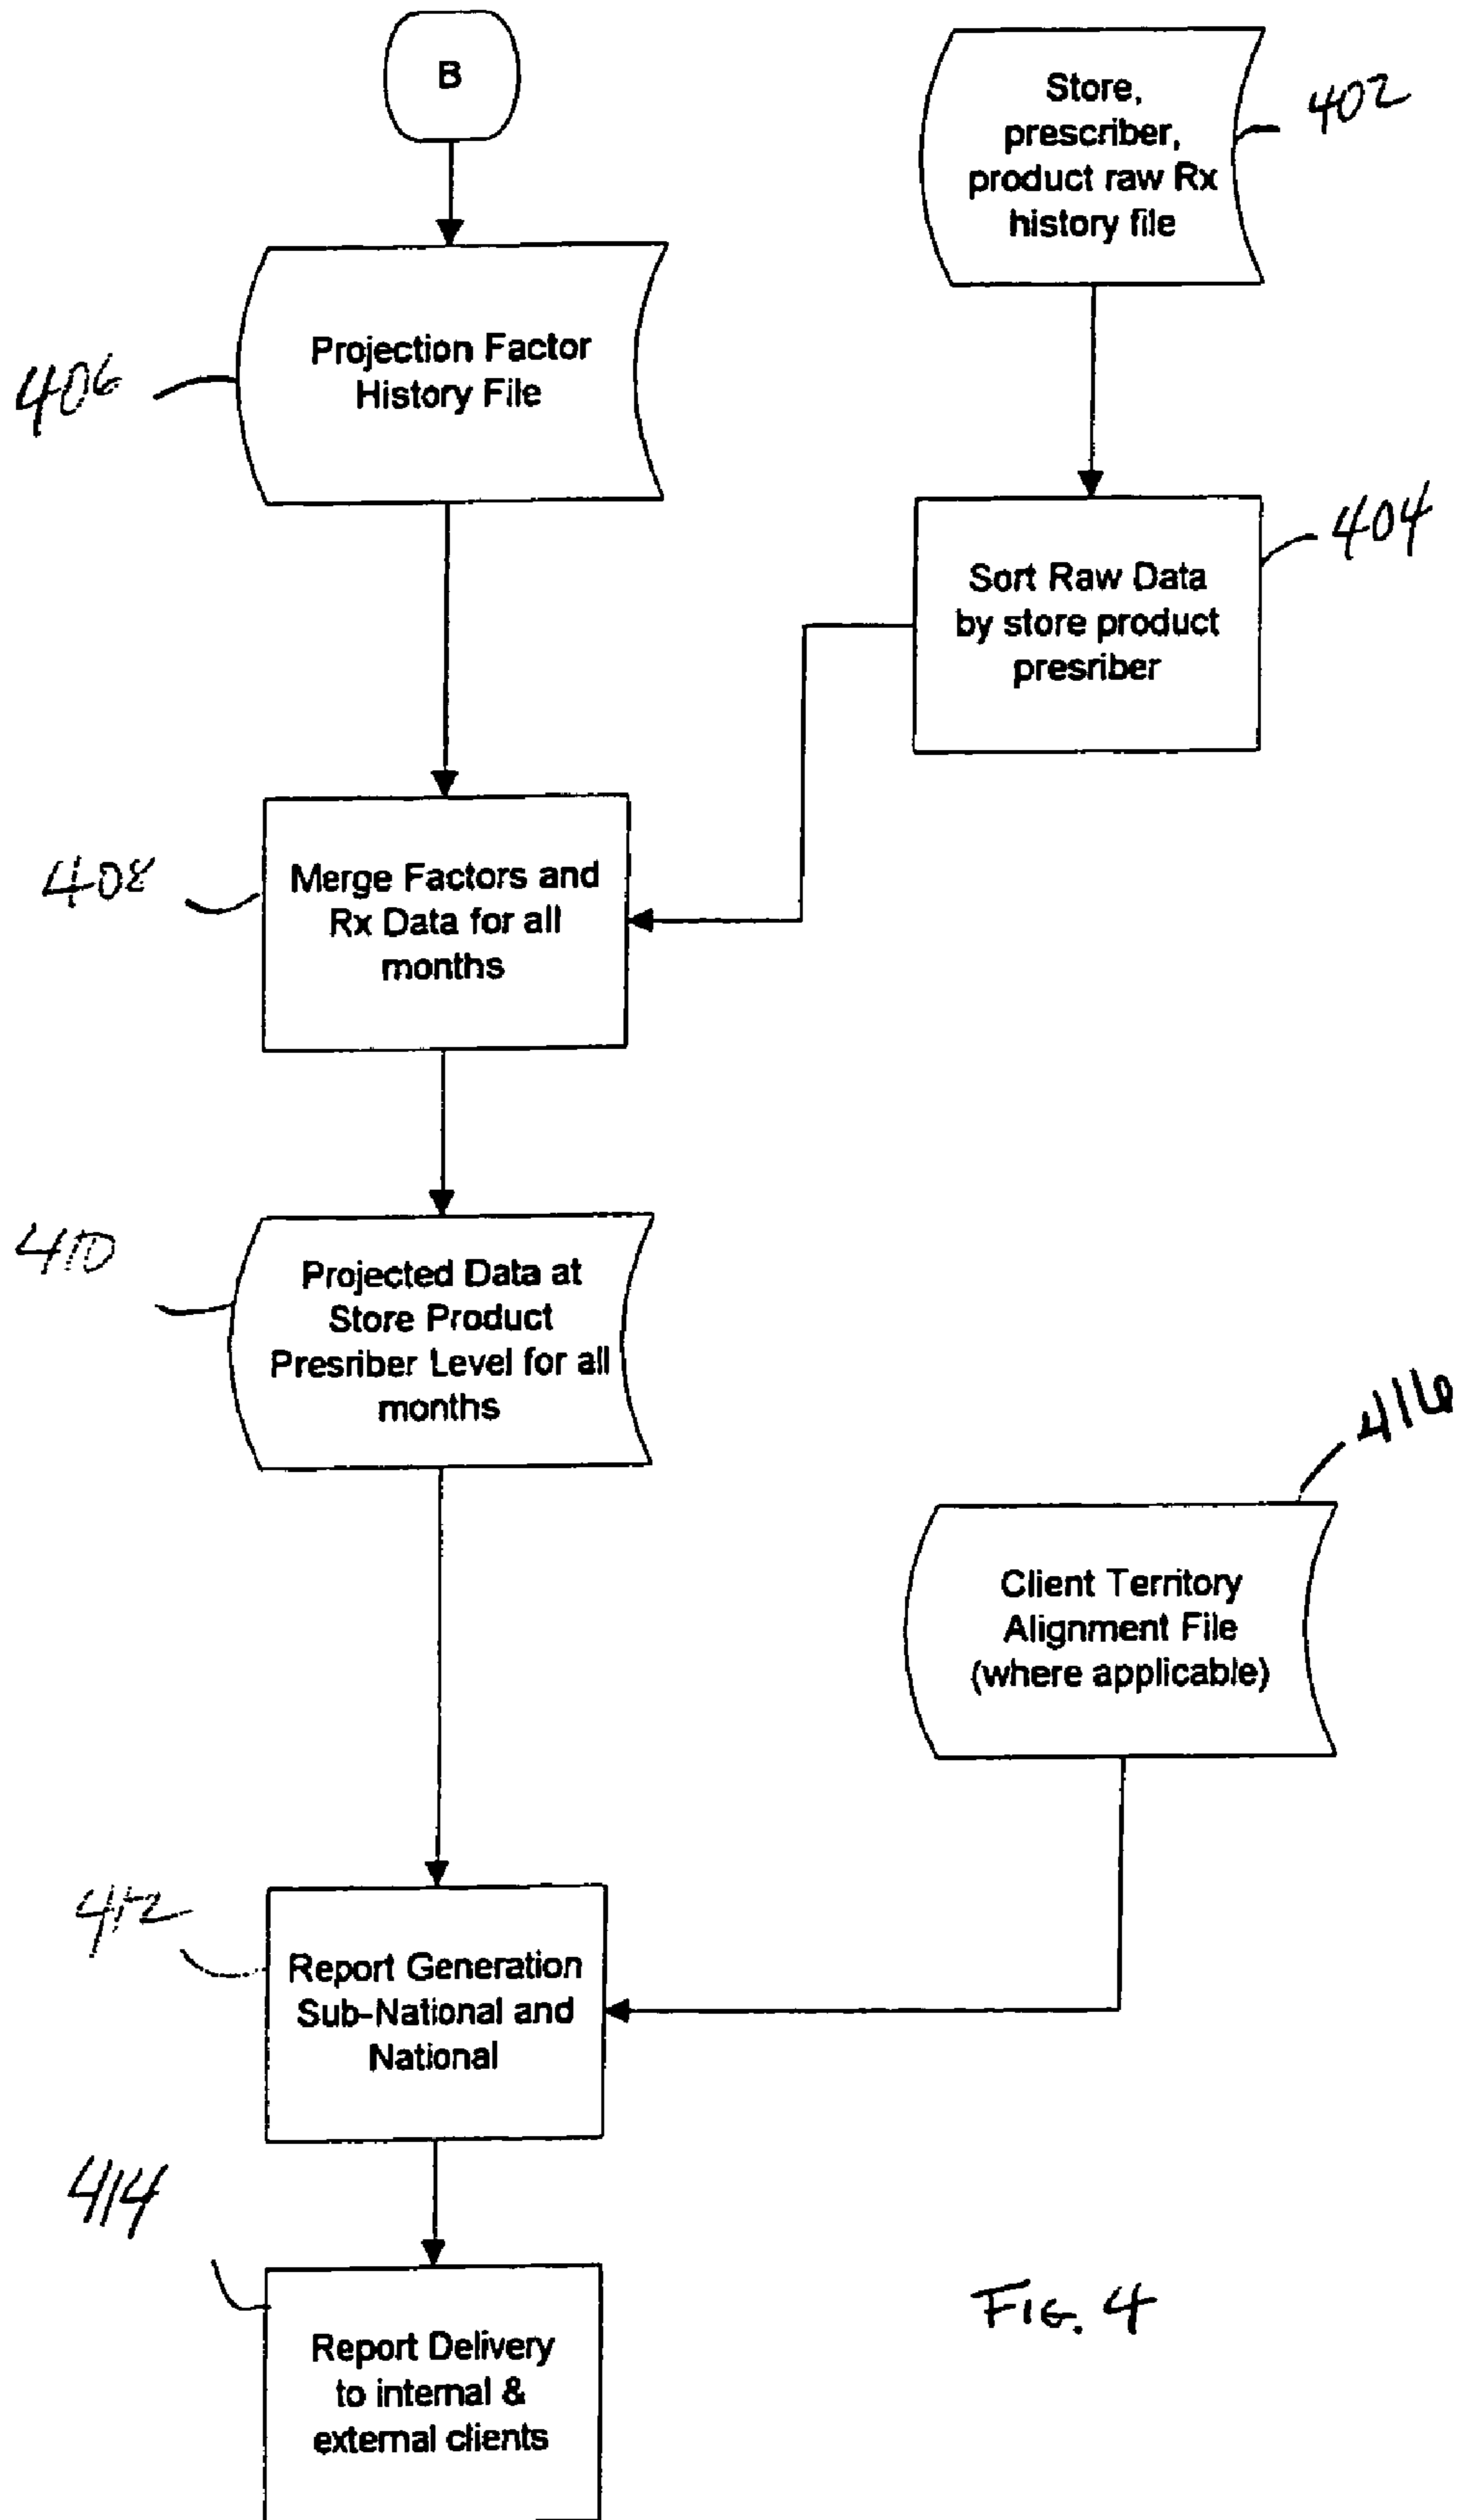 B
Store,
prescriber,
product raw Rx
history file
402
Projection Factor
History File
406
Sort Raw Data
by store product
presriber
404
Merge Factors and
Rx Data for all
months
408
Projected Data at
Store Product
Presriber Level for all
months
410
Client Territory
Alignment File
(where applicable)
416
Report Generation
Sub-National and
National
412
414
Report Delivery
to internal &
external clients
FIG. 4